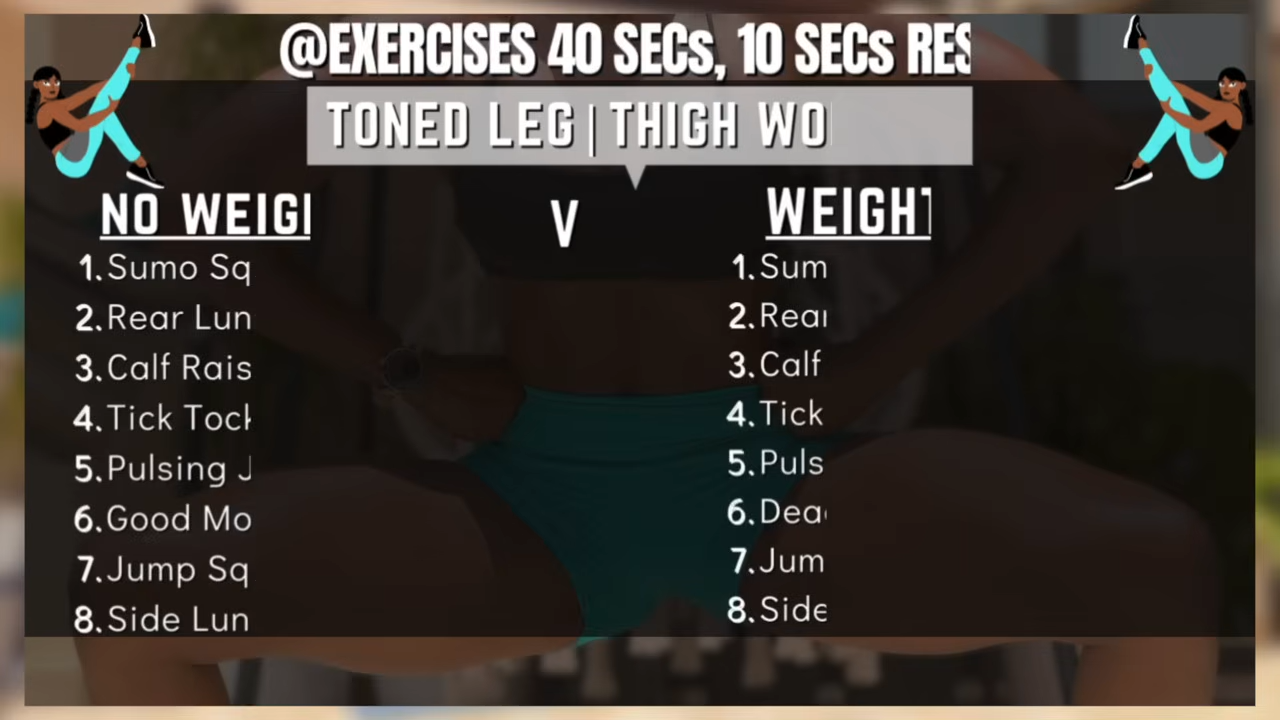 @EXERCISES 40 SECs, 10 SECs RES
TONED LEG | THIGH WO
NO WEIGH
V
WEIGHT
1. Sumo Sq
2. Rear Lun
3. Calf Rais
4. Tick Tock
5. Pulsing J
6. Good Mo
7. Jump Sq
8. Side Lun
1. Sum
2. Rear
3. Calf
4. Tick
5. Puls
6. Dead
7. Jum
8. Side